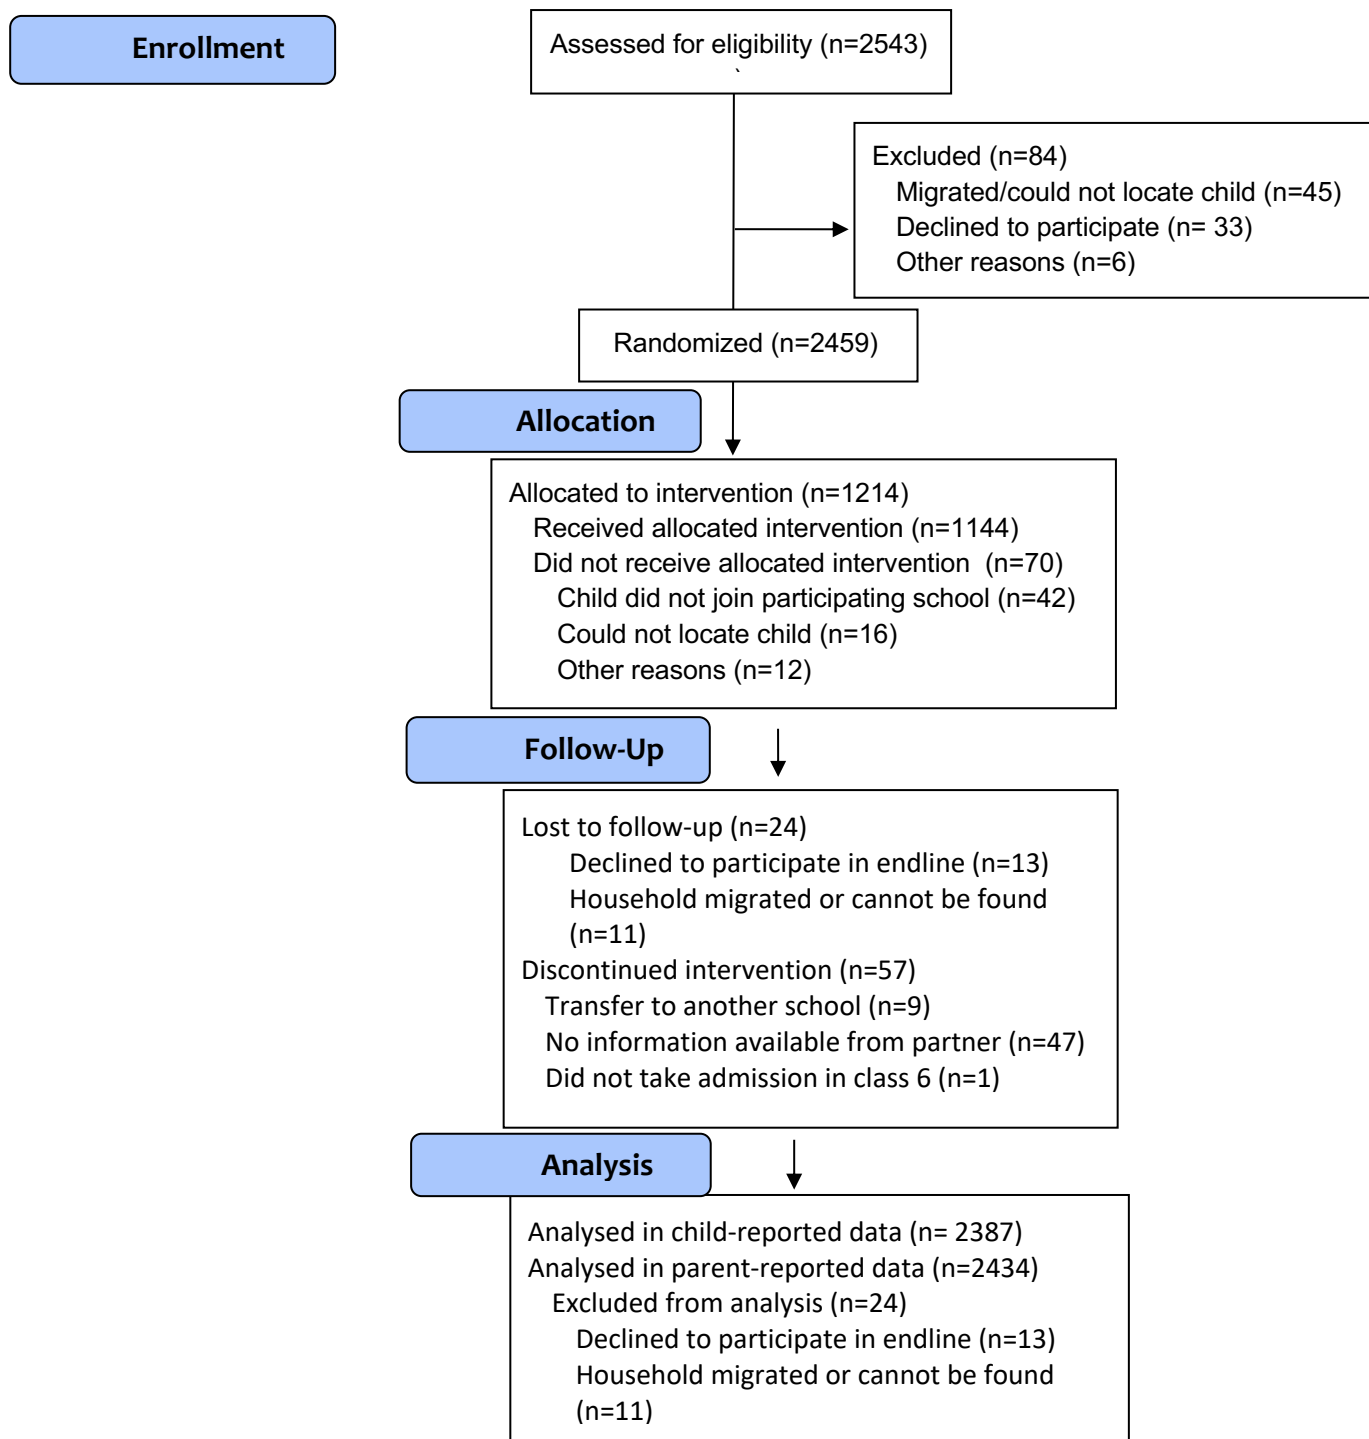 Enrollment
Assessed for eligibility (n=2543)
`
Excluded (n=84)
Migrated/could not locate child (n=45)
Declined to participate (n= 33)
Other reasons (n=6)
Randomized (n=2459)
Allocation
Allocated to intervention (n=1214)
Received allocated intervention (n=1144)
Did not receive allocated intervention  (n=70)
Child did not join participating school (n=42)
Could not locate child (n=16)
Other reasons (n=12)
Follow-Up
Lost to follow-up (n=24)
Declined to participate in endline (n=13)
Household migrated or cannot be found
(n=11)
Discontinued intervention (n=57)
Transfer to another school (n=9)
No information available from partner (n=47)
Did not take admission in class 6 (n=1)
Analysis
Analysed in child-reported data (n= 2387)
Analysed in parent-reported data (n=2434)
Excluded from analysis (n=24)
Declined to participate in endline (n=13)
Household migrated or cannot be found
(n=11)